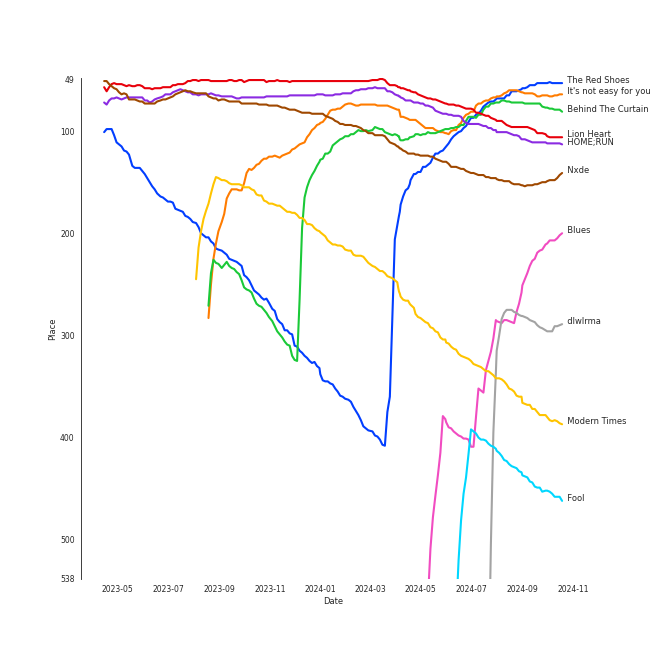 49
100
200
300
400
500
538
Place
2023-05
2023-07
2023-09
2023-11
2024-01
2024-03
2024-05
2024-07
2024-09
2024-11
Date
The Red Shoes
It's not easy for you
Behind The Curtain
Lion Heart
HOME;RUN
Nxde
Blues
dlwlrma
Modern Times
Fool